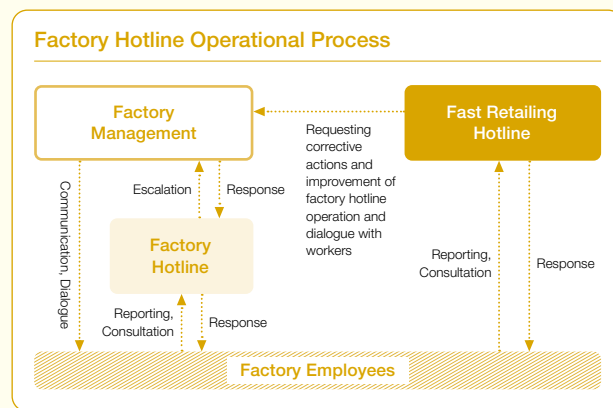 Factory Hotline Operational Process
Factory
Management
Fast Retailing
Hotline
Requesting
corrective
actions and
improvement of
factory hotline
operation and
dialogue with
workers
Communication, Dialogue
Escalation
Response
Factory
Hotline
Reporting,
Consultation
Response
Reporting,
Consultation
Response
Factory Employees